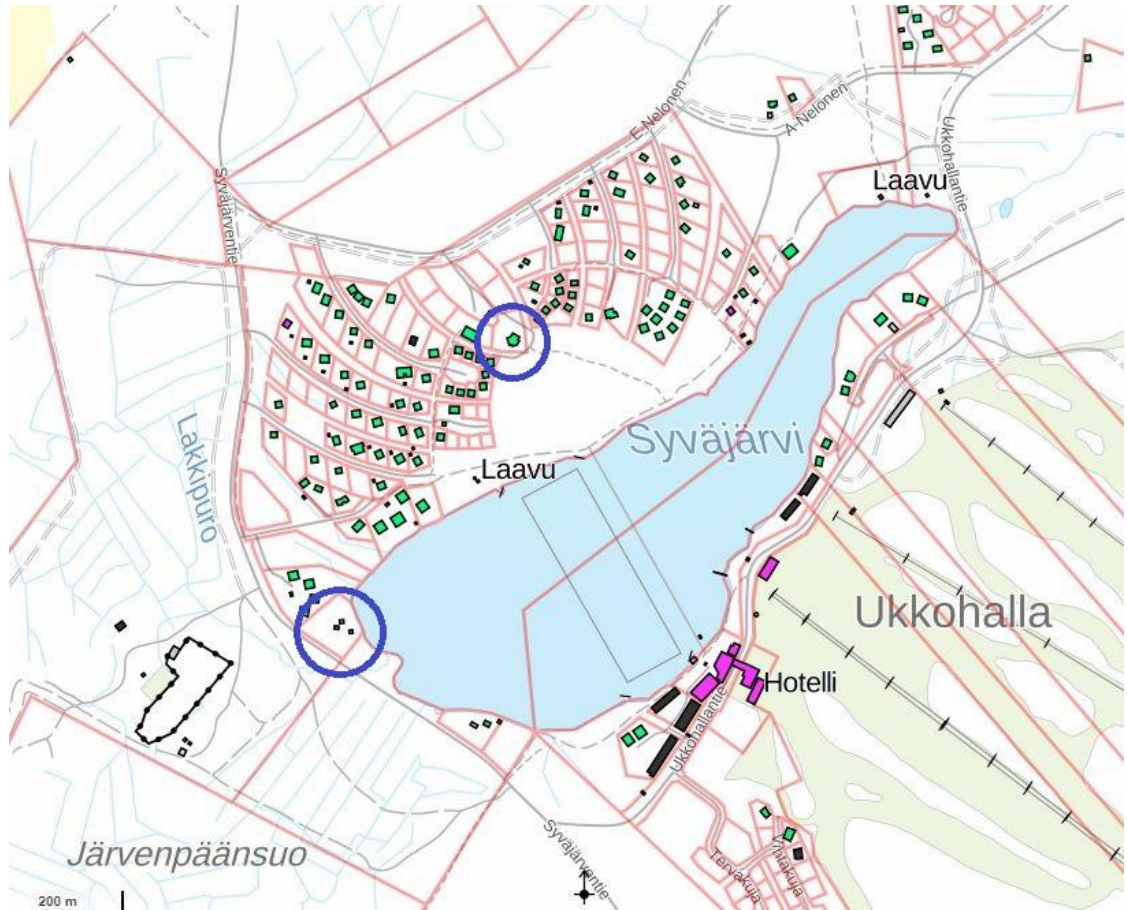 E-Nelonen
A-Nelonen
Ukkohallantie
Laavu
Syväjärventie
Syväjärvi
Lakkipuro
Laavu
Ukkohalla
Hotelli
Ukkohallantie
Syväjärventie
Tervakuja
Järvenpäänsuo
200 m